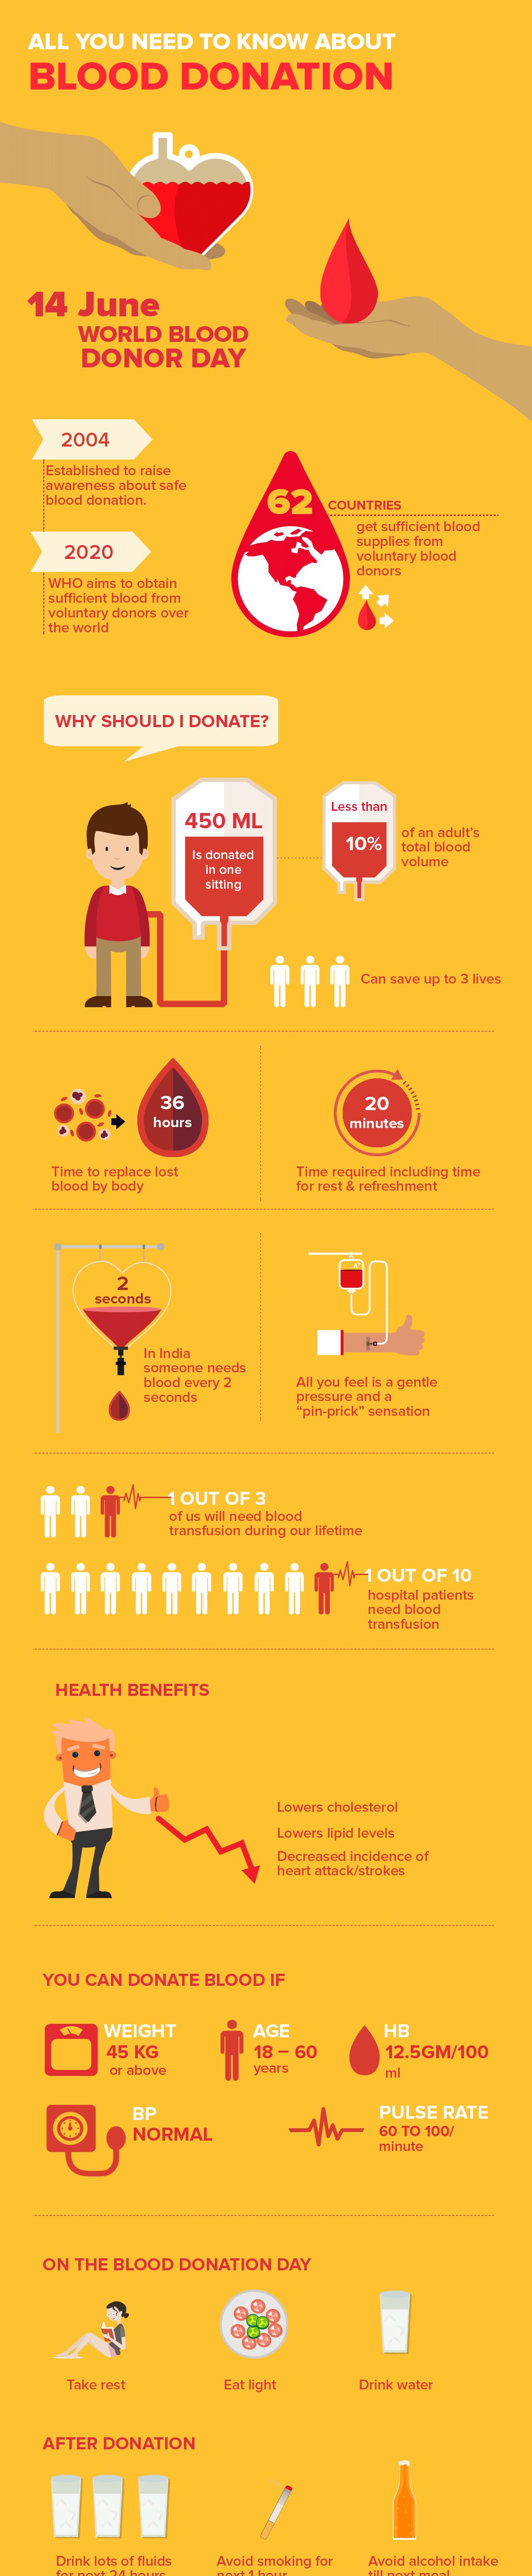 ALL YOU NEED TO KNOW ABOUT
BLOOD DONATION
14 June
WORLD BLOOD
DONOR DAY
2004
Established to raise
awareness about safe
blood donation.
2020
WHO aims to obtain
sufficient blood from
voluntary donors over
the world
62
COUNTRIES
get sufficient blood
supplies from
voluntary blood
donors
WHY SHOULD I DONATE?
450 ML
Is donated
in one
sitting
Less than
10%
of an adult's
total blood
volume
Can save up to 3 lives
36
hours
Time to replace lost
blood by body
20
minutes
Time required including time
for rest & refreshment
2
seconds
In India
someone needs
blood every 2
seconds
All you feel is a gentle
pressure and a
“pin-prick” sensation
1 OUT OF 3
of us will need blood
transfusion during our lifetime
1 OUT OF 10
hospital patients
need blood
transfusion
HEALTH BENEFITS
Lowers cholesterol
Lowers lipid levels
Decreased incidence of
heart attack/strokes
YOU CAN DONATE BLOOD IF
WEIGHT
45 KG
or above
AGE
18 – 60
years
HB
12.5GM/100
ml
BP
NORMAL
PULSE RATE
60 TO 100/
minute
ON THE BLOOD DONATION DAY
Take rest
Eat light
Drink water
AFTER DONATION
Drink lots of fluids
for next 24 hours
Avoid smoking for
next 1 hour
Avoid alcohol intake
till next meal